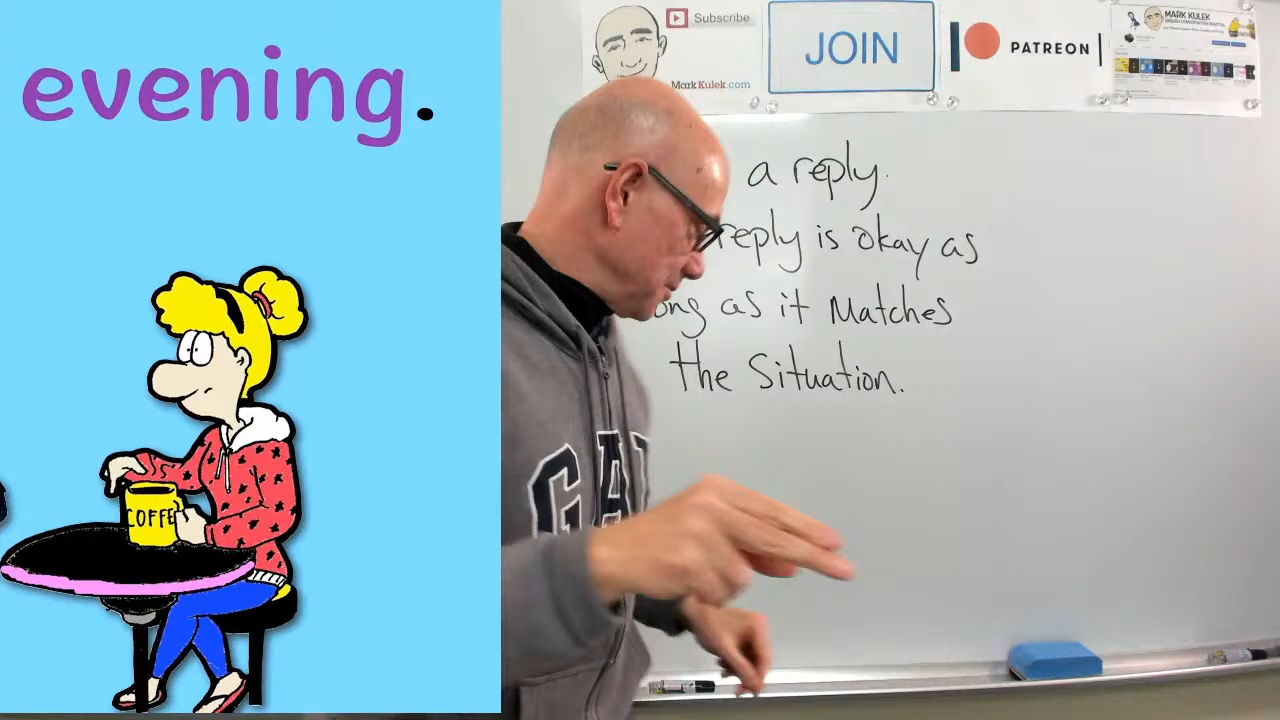 evening.
COFFE
Subscribe
MarkKulek.com
JOIN
PATREON
MARK KULEK
a reply.
reply is okay as
ong as it matches
the Situation.
GA